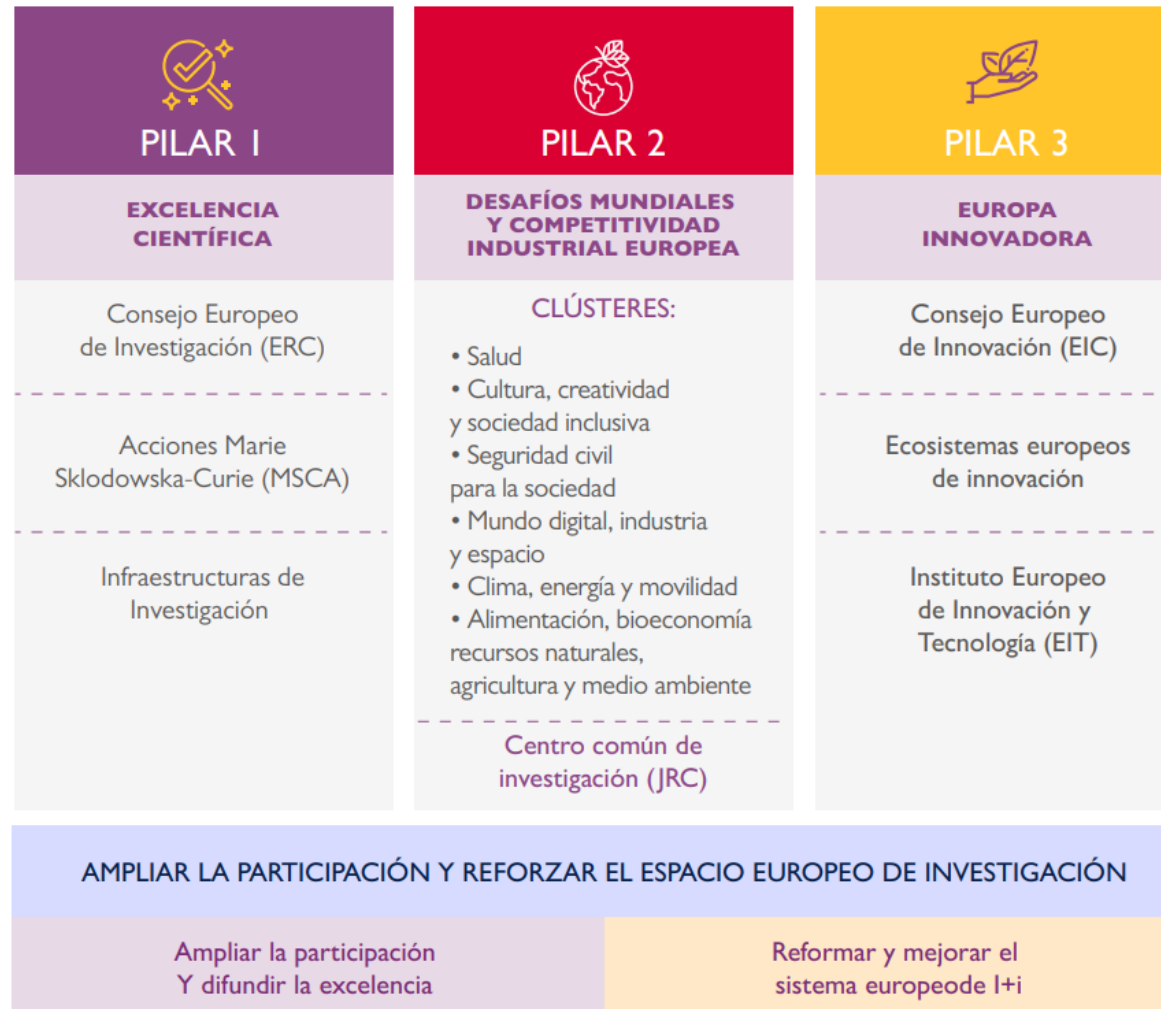 PILAR 1
EXCELENCIA
CIENTÍFICA
Consejo Europeo
de Investigación (ERC)
Acciones Marie
Sklodowska-Curie (MSCA)
Infraestructuras de
Investigación
PILAR 2
DESAFÍOS MUNDIALES
Y COMPETITIVIDAD
INDUSTRIAL EUROPEA
CLÚSTERES:
• Salud
• Cultura, creatividad
y sociedad inclusiva
• Seguridad civil
para la sociedad
• Mundo digital, industria
y espacio
• Clima, energía y movilidad
• Alimentación, bioeconomía
recursos naturales,
agricultura y medio ambiente
Centro común de
investigación (JRC)
PILAR 3
EUROPA
INNOVADORA
Consejo Europeo
de Innovación (EIC)
Ecosistemas europeos
de innovación
Instituto Europeo
de Innovación y
Tecnología (EIT)
AMPLIAR LA PARTICIPACIÓN Y REFORZAR EL ESPACIO EUROPEO DE INVESTIGACIÓN
Ampliar la participación
Y difundir la excelencia
Reformar y mejorar el
sistema europeode I+i